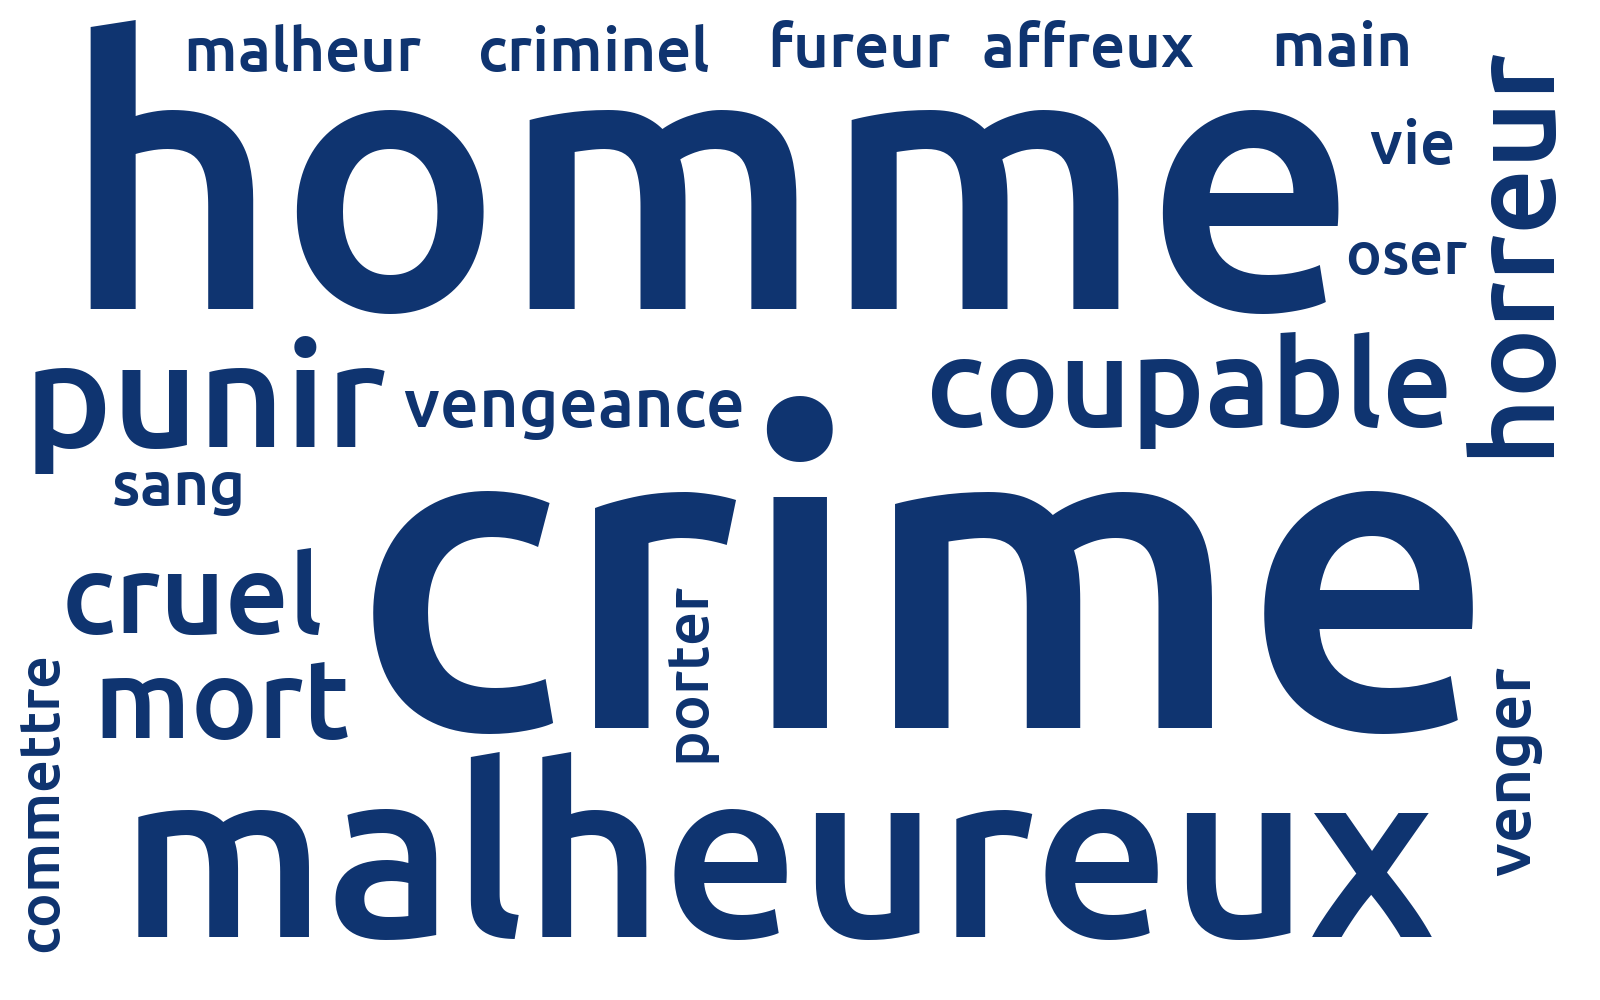 malheur criminel fureur affreux main
homme
vie
oser
horreur
punir vengeance coupable
sang
crime
cruel
mort
porter
commettre
venger
malheureux